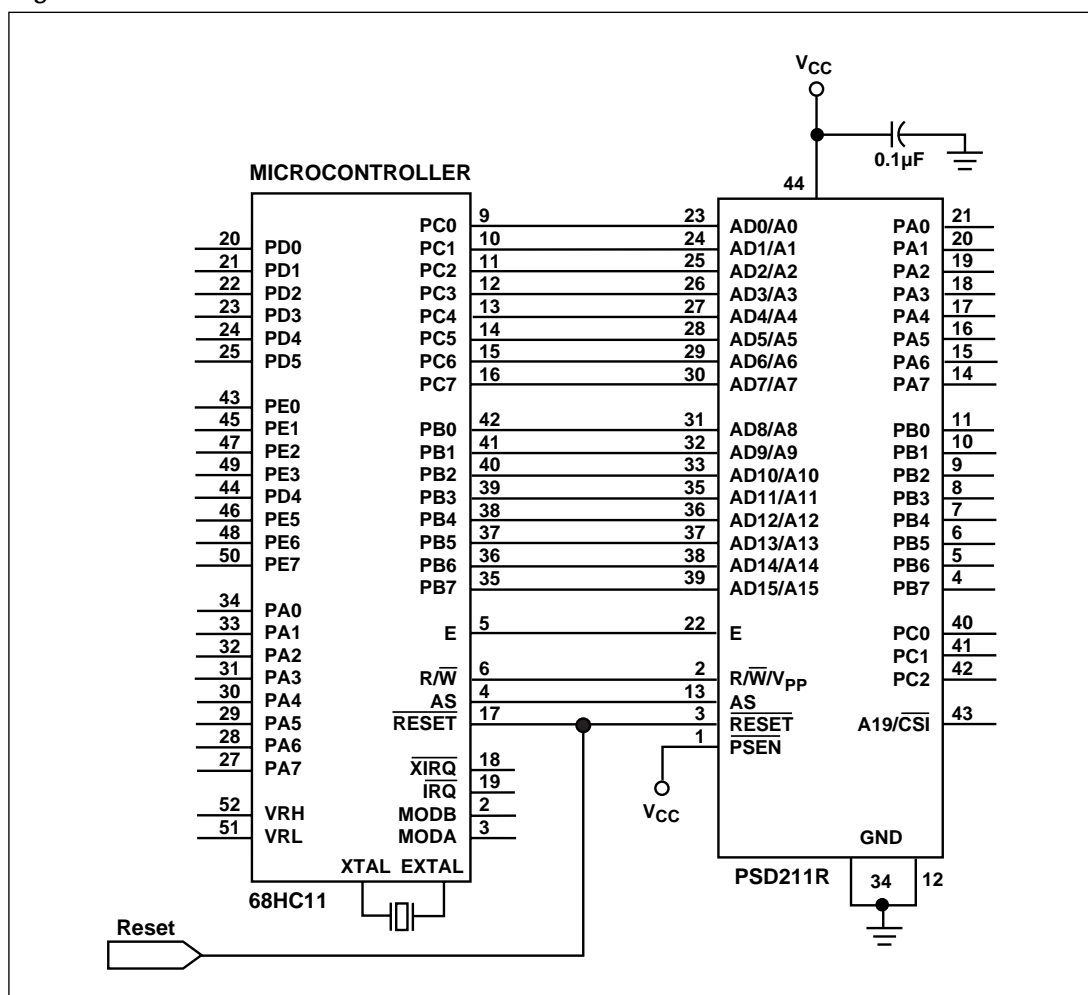 V_CC
0.1µF
MICROCONTROLLER
44
PC0 9 23 AD0/A0 PA0 21
20 PD0 PC1 10 24 AD1/A1 PA1 20
21 PD1 PC2 11 25 AD2/A2 PA2 19
22 PD2 PC3 12 26 AD3/A3 PA3 18
23 PD3 PC4 13 27 AD4/A4 PA4 17
24 PD4 PC5 14 28 AD5/A5 PA5 16
25 PD5 PC6 15 29 AD6/A6 PA6 15
PC7 16 30 AD7/A7 PA7 14
43 PE0
45 PE1 PB0 42 31 AD8/A8 PB0 11
47 PE2 PB1 41 32 AD9/A9 PB1 10
49 PE3 PB2 40 33 AD10/A10 PB2 9
44 PD4 PB3 39 35 AD11/A11 PB3 8
46 PE5 PB4 38 36 AD12/A12 PB4 7
48 PE6 PB5 37 37 AD13/A13 PB5 6
50 PE7 PB6 36 38 AD14/A14 PB6 5
PB7 35 39 AD15/A15 PB7 4
34 PA0
33 PA1 E 5 22 E PC0 40
32 PA2 PC1 41
31 PA3 R/W̅ 6 2 R/W̅/V_PP PC2 42
30 PA4 AS 4 13 AS
29 PA5 R̅E̅S̅E̅T̅ 17 3 R̅E̅S̅E̅T̅ A19/C̅S̅I̅ 43
28 PA6 1 P̅S̅E̅N̅
27 PA7 X̅I̅R̅Q̅ 18
I̅R̅Q̅ 19
52 VRH MODB 2 V_CC
51 VRL MODA 3
GND
XTAL EXTAL
PSD211R 34 12
68HC11
Reset